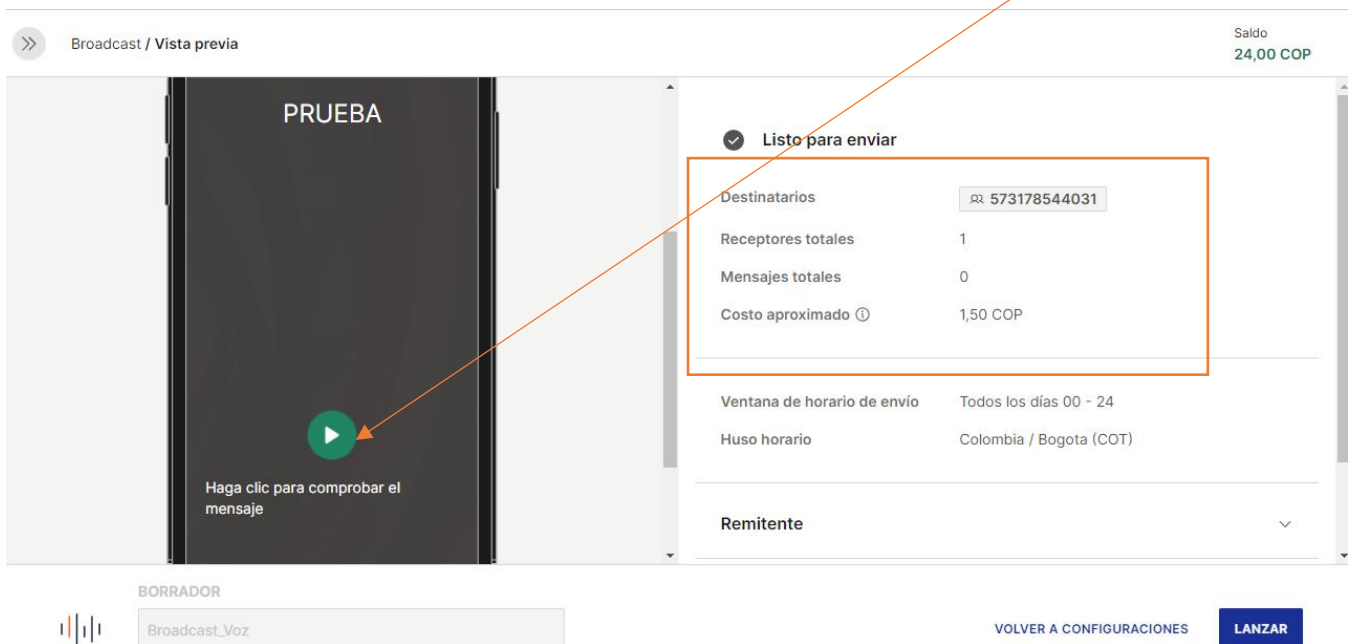 Broadcast / Vista previa
Saldo
24,00 COP
PRUEBA
Haga clic para comprobar el
mensaje
Listo para enviar
Destinatarios 573178544031
Receptores totales 1
Mensajes totales 0
Costo aproximado 1,50 COP
Ventana de horario de envío Todos los días 00 - 24
Huso horario Colombia / Bogota (COT)
Remitente
BORRADOR
Broadcast_Voz
VOLVER A CONFIGURACIONES LANZAR